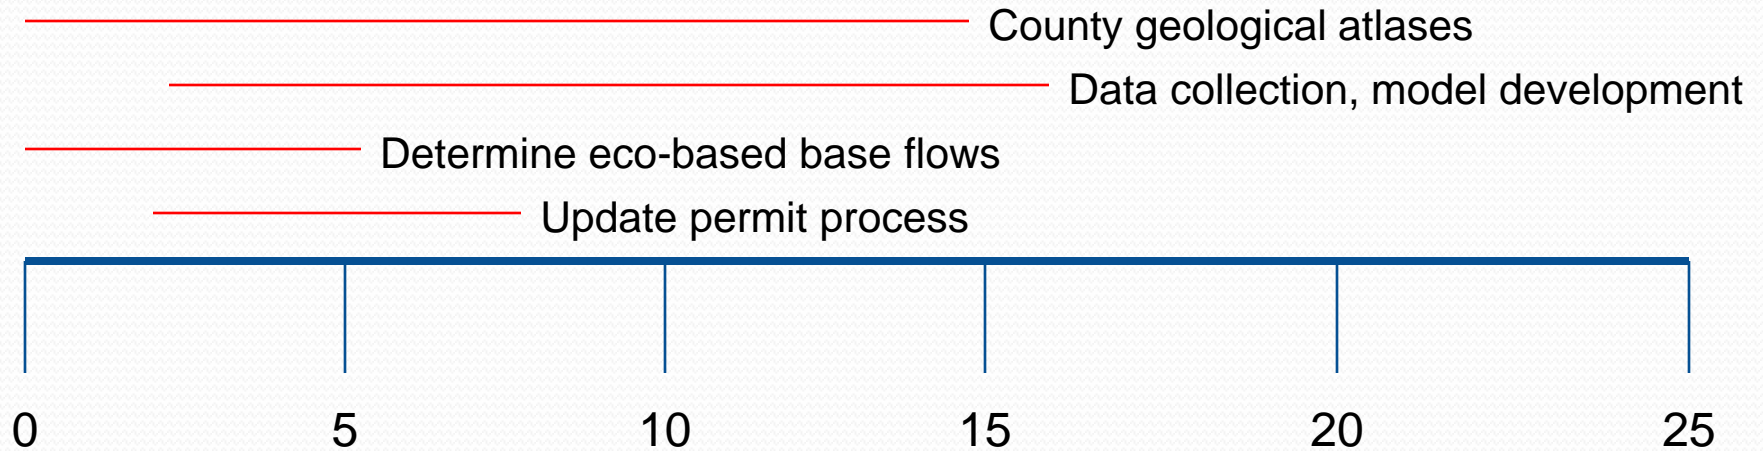 County geological atlases
Data collection, model development
Determine eco-based base flows
Update permit process
0 5 10 15 20 25